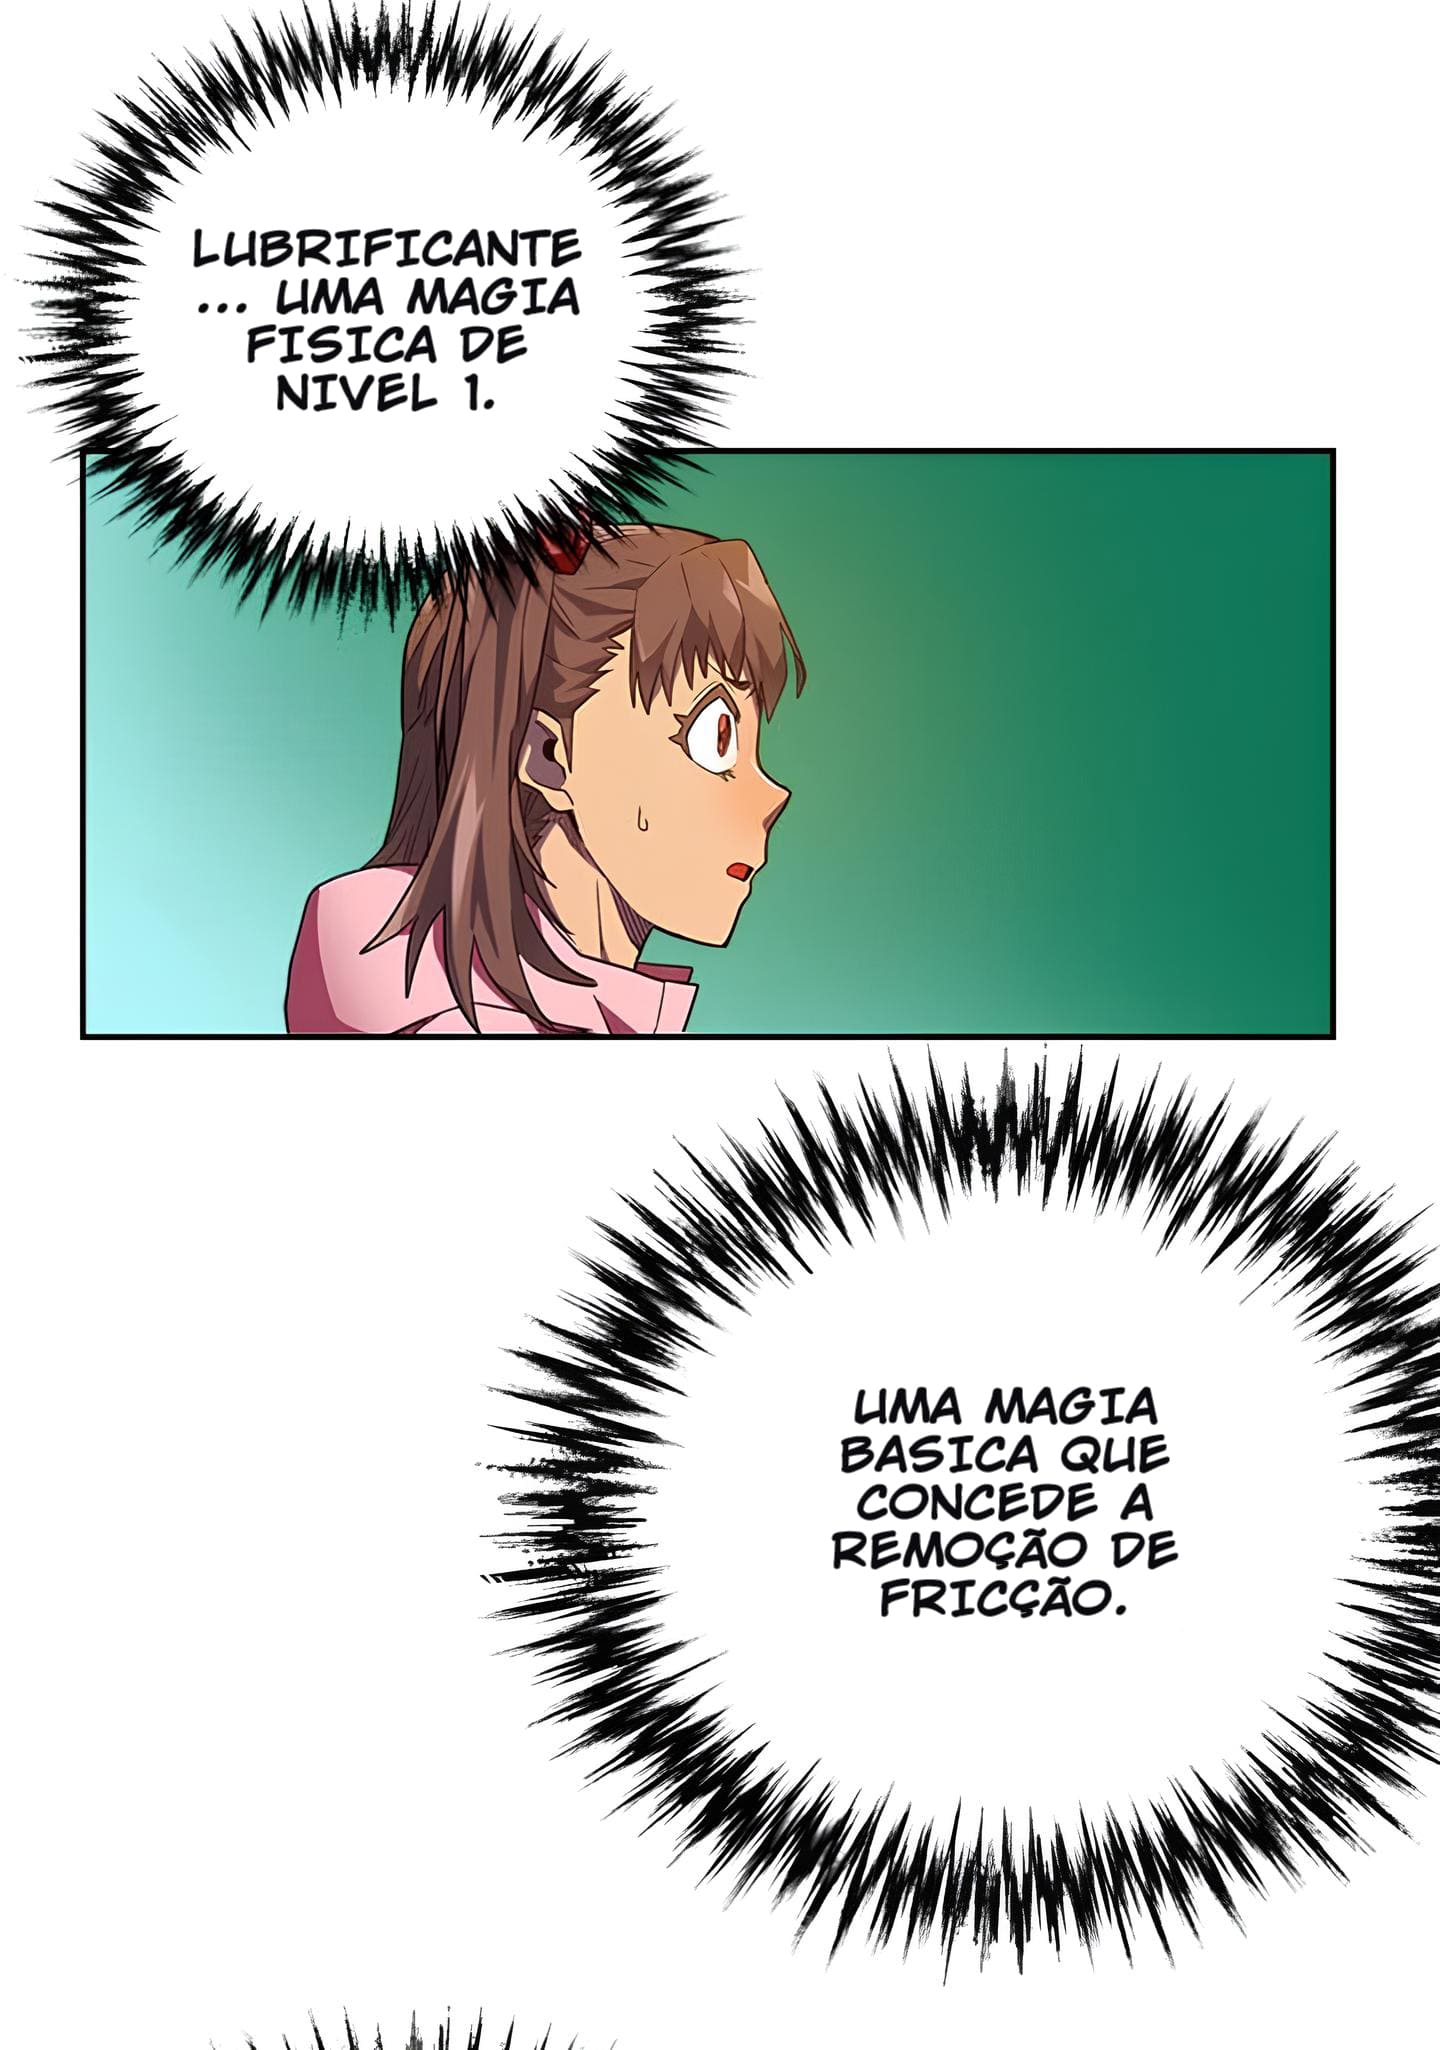 LUBRIFICANTE
... UMA MAGIA
FISICA DE
NIVEL 1.
UMA MAGIA
BASICA QUE
CONCEDE A
REMOÇÃO DE
FRICÇÃO.